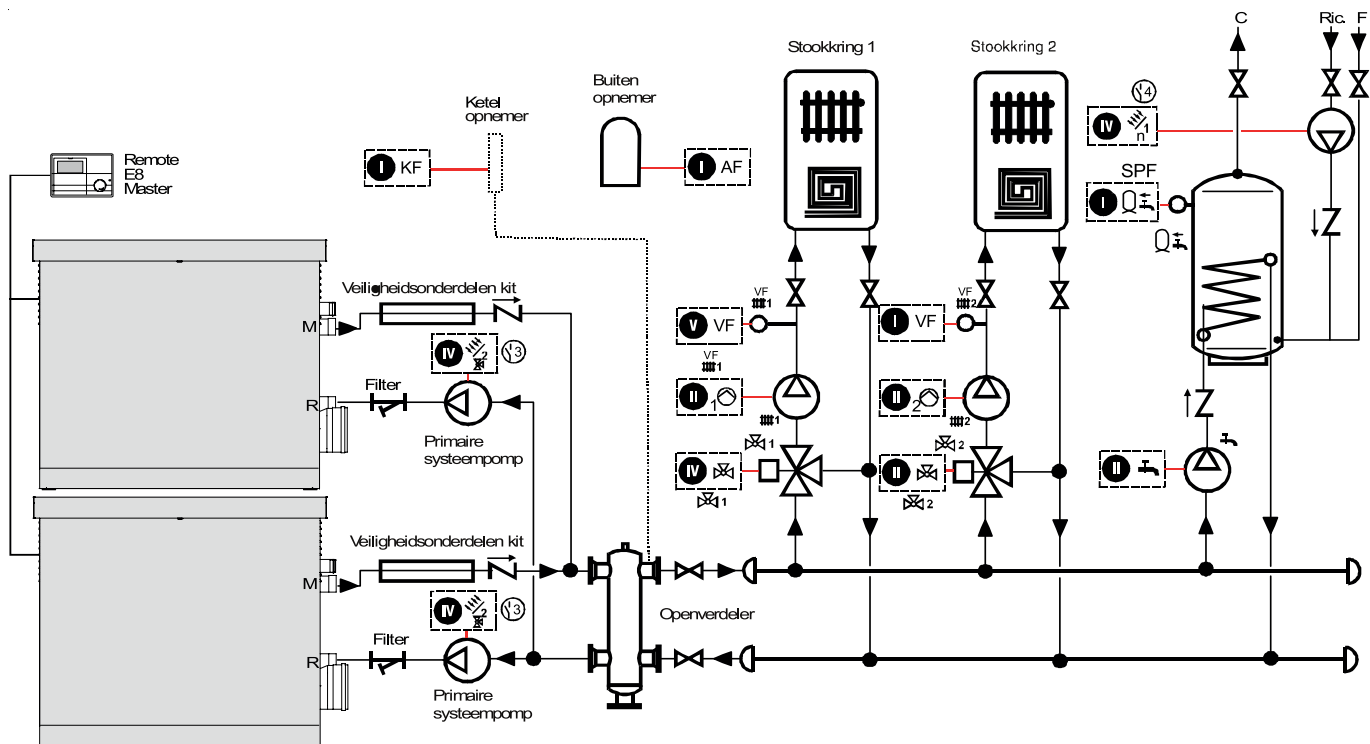 C
Ric.
F
Stookkring 1
Stookkring 2
Ketel
opnemer
Buiten
opnemer
4
IV
1
n
I KF
I AF
Remote
E8
Master
SPF
I
Veiligheidsonderdelen kit
M
VF
1
VF
2
V VF
I VF
IV
2
3
VF
1
Filter
R
II 1
II 2
1
2
Primaire
systeempomp
1
2
IV
II
II
1
2
Veiligheidsonderdelen kit
M
IV
2
3
Openverdeler
Filter
R
Primaire
systeempomp